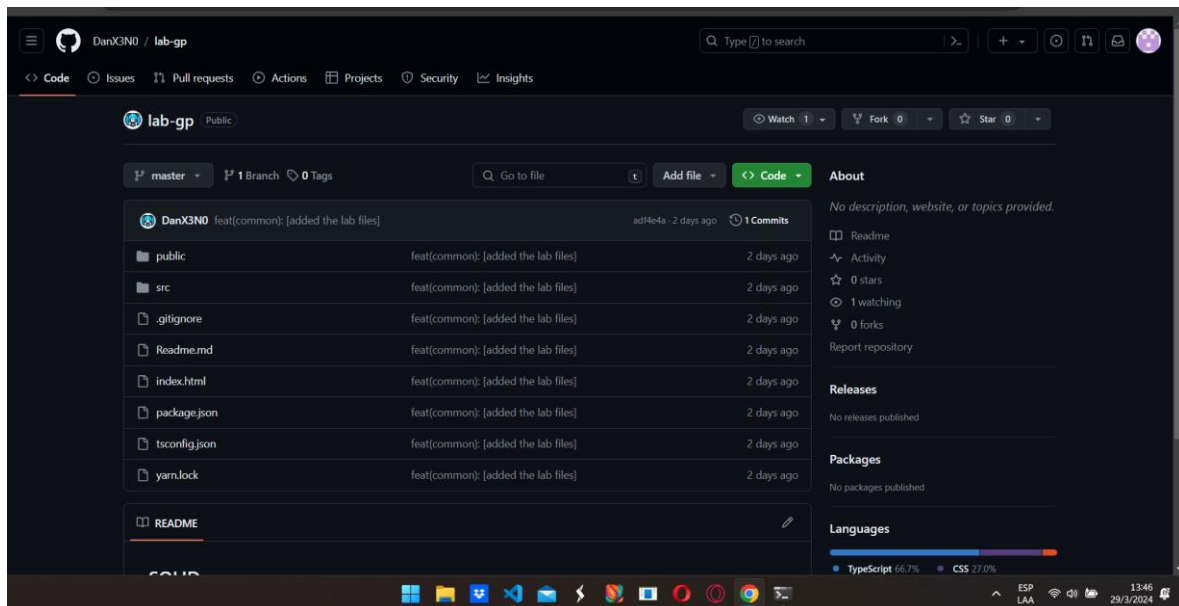 DanX3N0 / lab-gp
Type / to search
Code Issues Pull requests Actions Projects Security Insights
lab-gp Public
Watch 1 Fork 0 Star 0
master 1 Branch 0 Tags
Go to file t Add file Code
DanX3N0 feat(common): [added the lab files] adf4e4a · 2 days ago 1 Commits
public feat(common): [added the lab files] 2 days ago
src feat(common): [added the lab files] 2 days ago
.gitignore feat(common): [added the lab files] 2 days ago
Readme.md feat(common): [added the lab files] 2 days ago
index.html feat(common): [added the lab files] 2 days ago
package.json feat(common): [added the lab files] 2 days ago
tsconfig.json feat(common): [added the lab files] 2 days ago
yarn.lock feat(common): [added the lab files] 2 days ago
README
SOLID
About
No description, website, or topics provided.
Readme
Activity
0 stars
1 watching
0 forks
Report repository
Releases
No releases published
Packages
No packages published
Languages
TypeScript 66.7% CSS 27.0%
ESP
LAA
13:46
29/3/2024